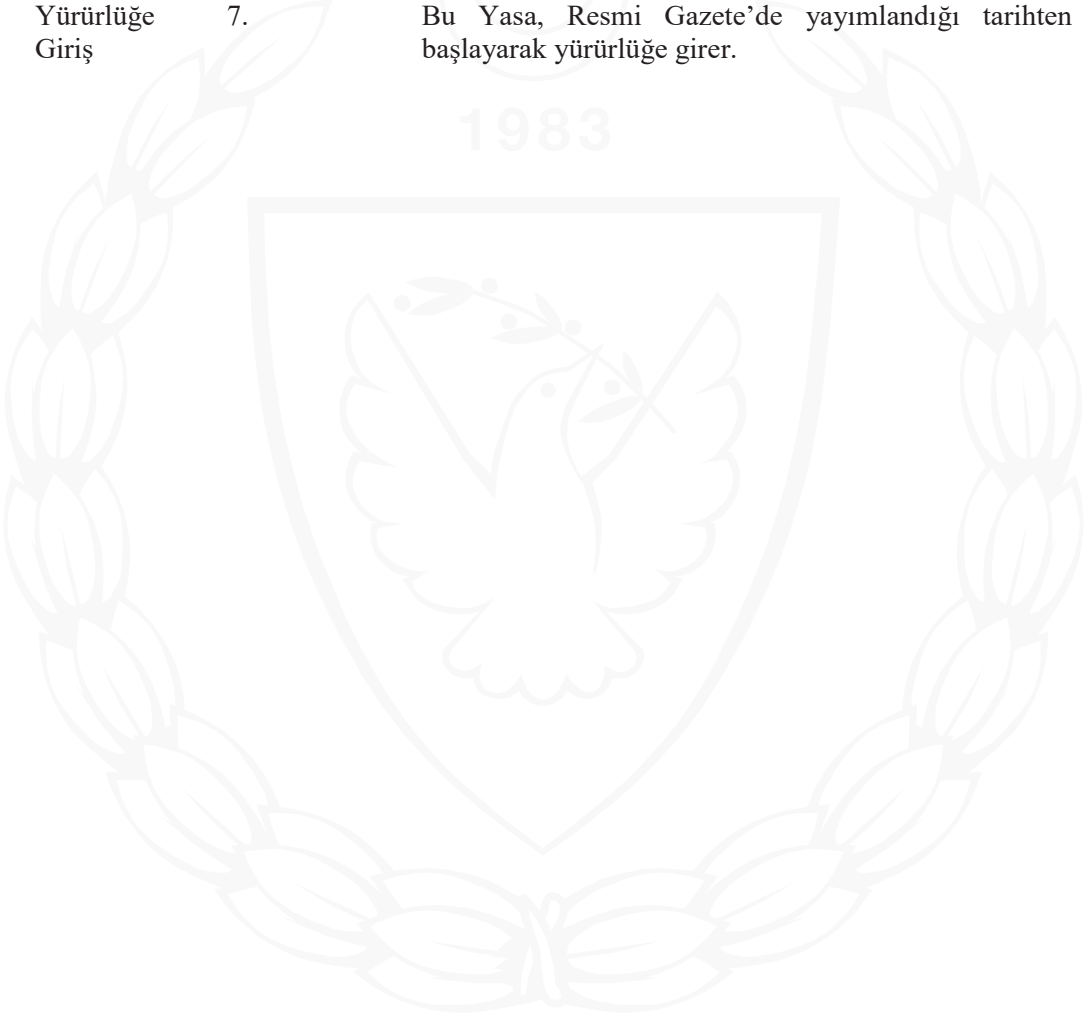 Yürürlüğe 7. Bu Yasa, Resmi Gazete’de yayımlandığı tarihten
Giriş başlayarak yürürlüğe girer.
1983